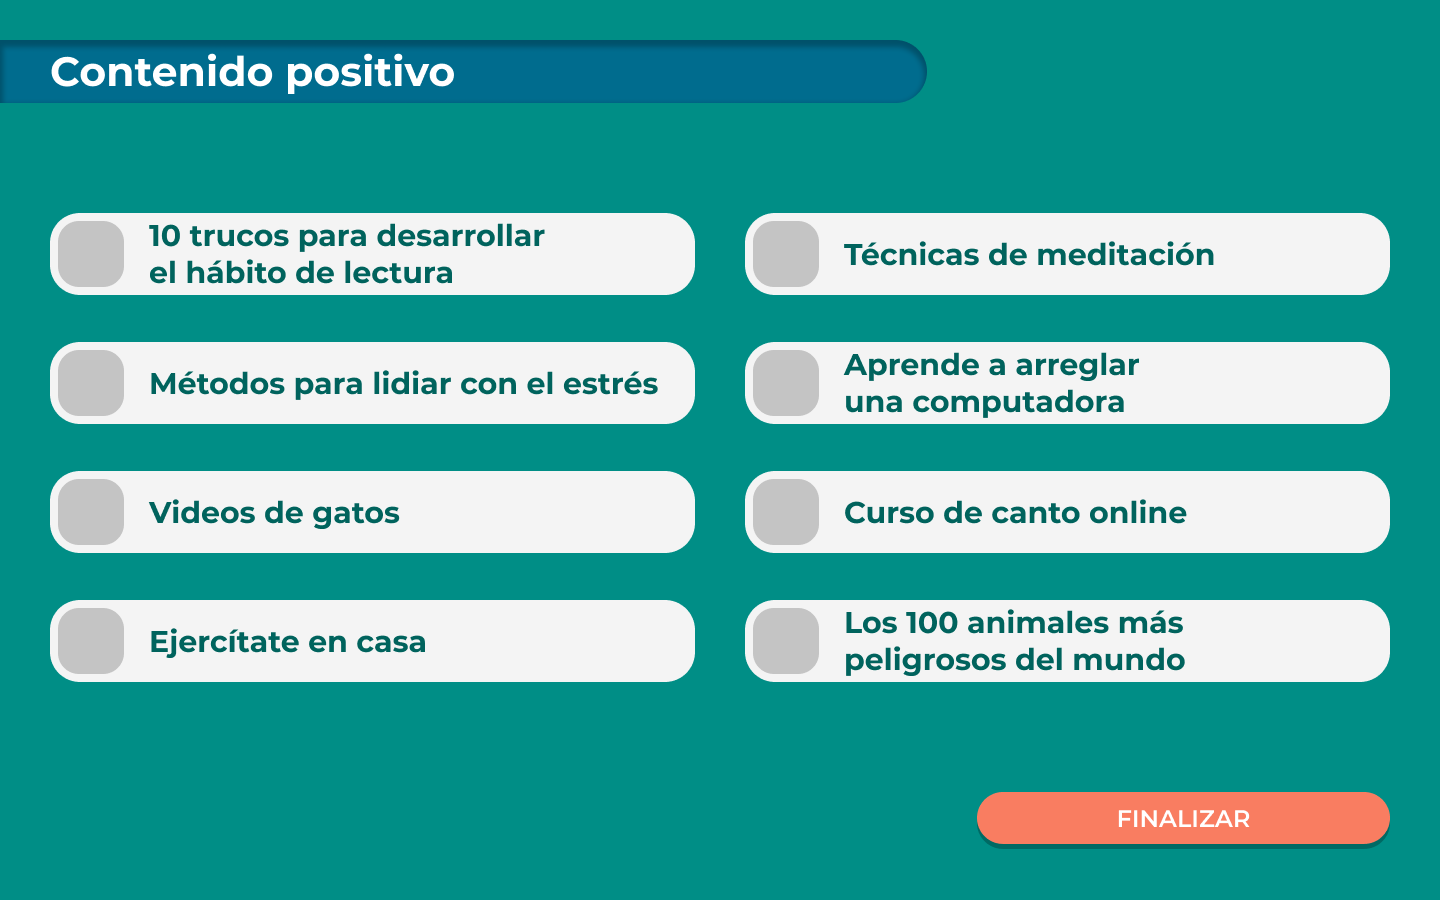 Contenido positivo
10 trucos para desarrollar
el hábito de lectura
Métodos para lidiar con el estrés
Videos de gatos
Ejercítate en casa
Técnicas de meditación
Aprende a arreglar
una computadora
Curso de canto online
Los 100 animales más
peligrosos del mundo
FINALIZAR